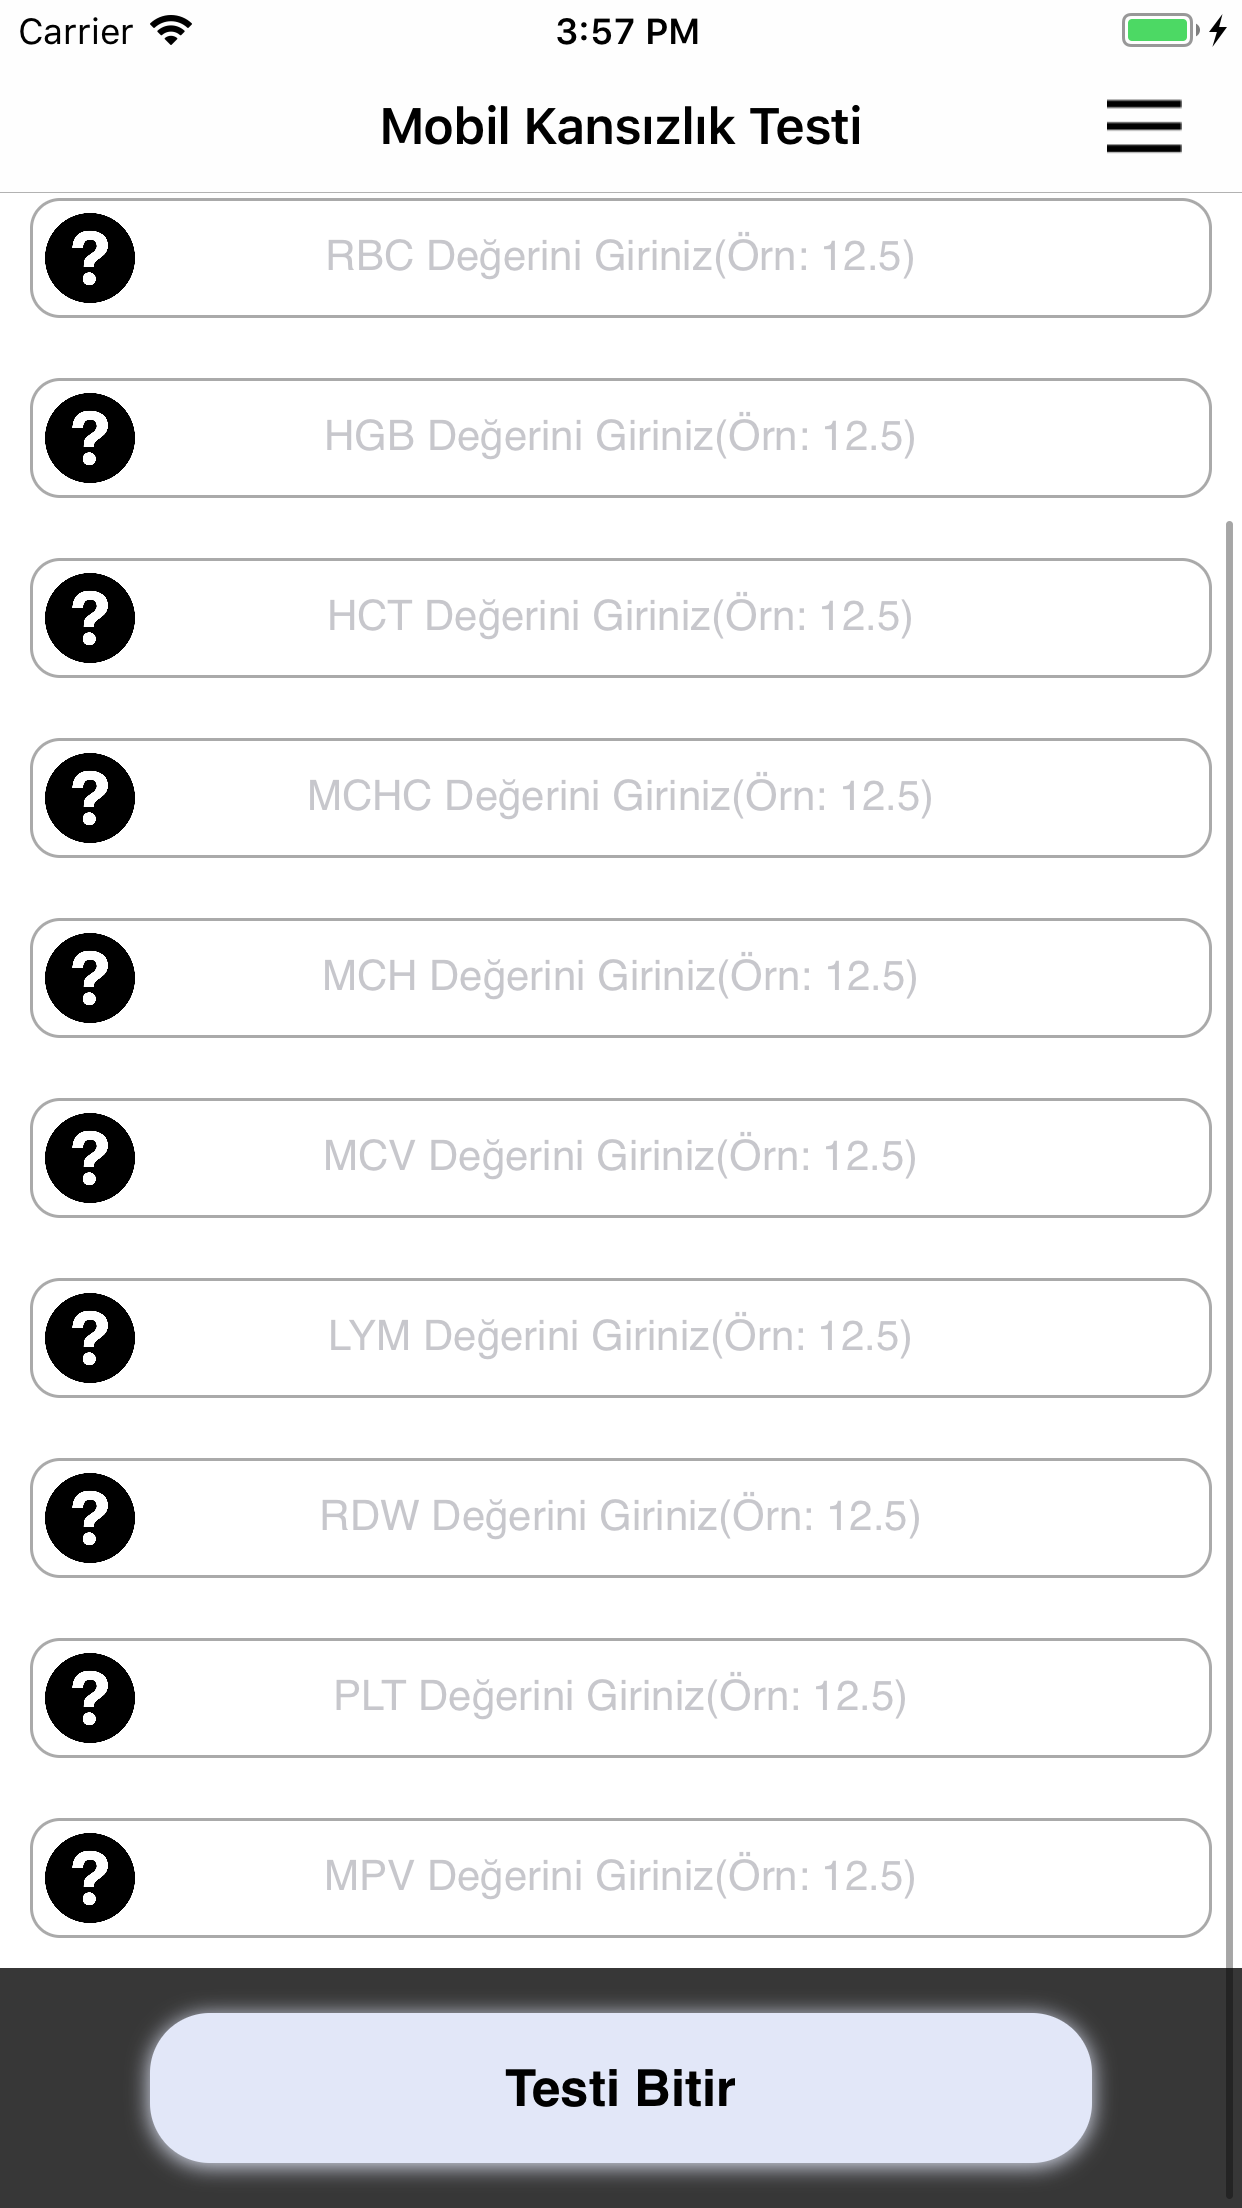 Carrier 3:57 PM
Mobil Kansızlık Testi
? RBC Değerini Giriniz(Örn: 12.5)
? HGB Değerini Giriniz(Örn: 12.5)
? HCT Değerini Giriniz(Örn: 12.5)
? MCHC Değerini Giriniz(Örn: 12.5)
? MCH Değerini Giriniz(Örn: 12.5)
? MCV Değerini Giriniz(Örn: 12.5)
? LYM Değerini Giriniz(Örn: 12.5)
? RDW Değerini Giriniz(Örn: 12.5)
? PLT Değerini Giriniz(Örn: 12.5)
? MPV Değerini Giriniz(Örn: 12.5)
Testi Bitir